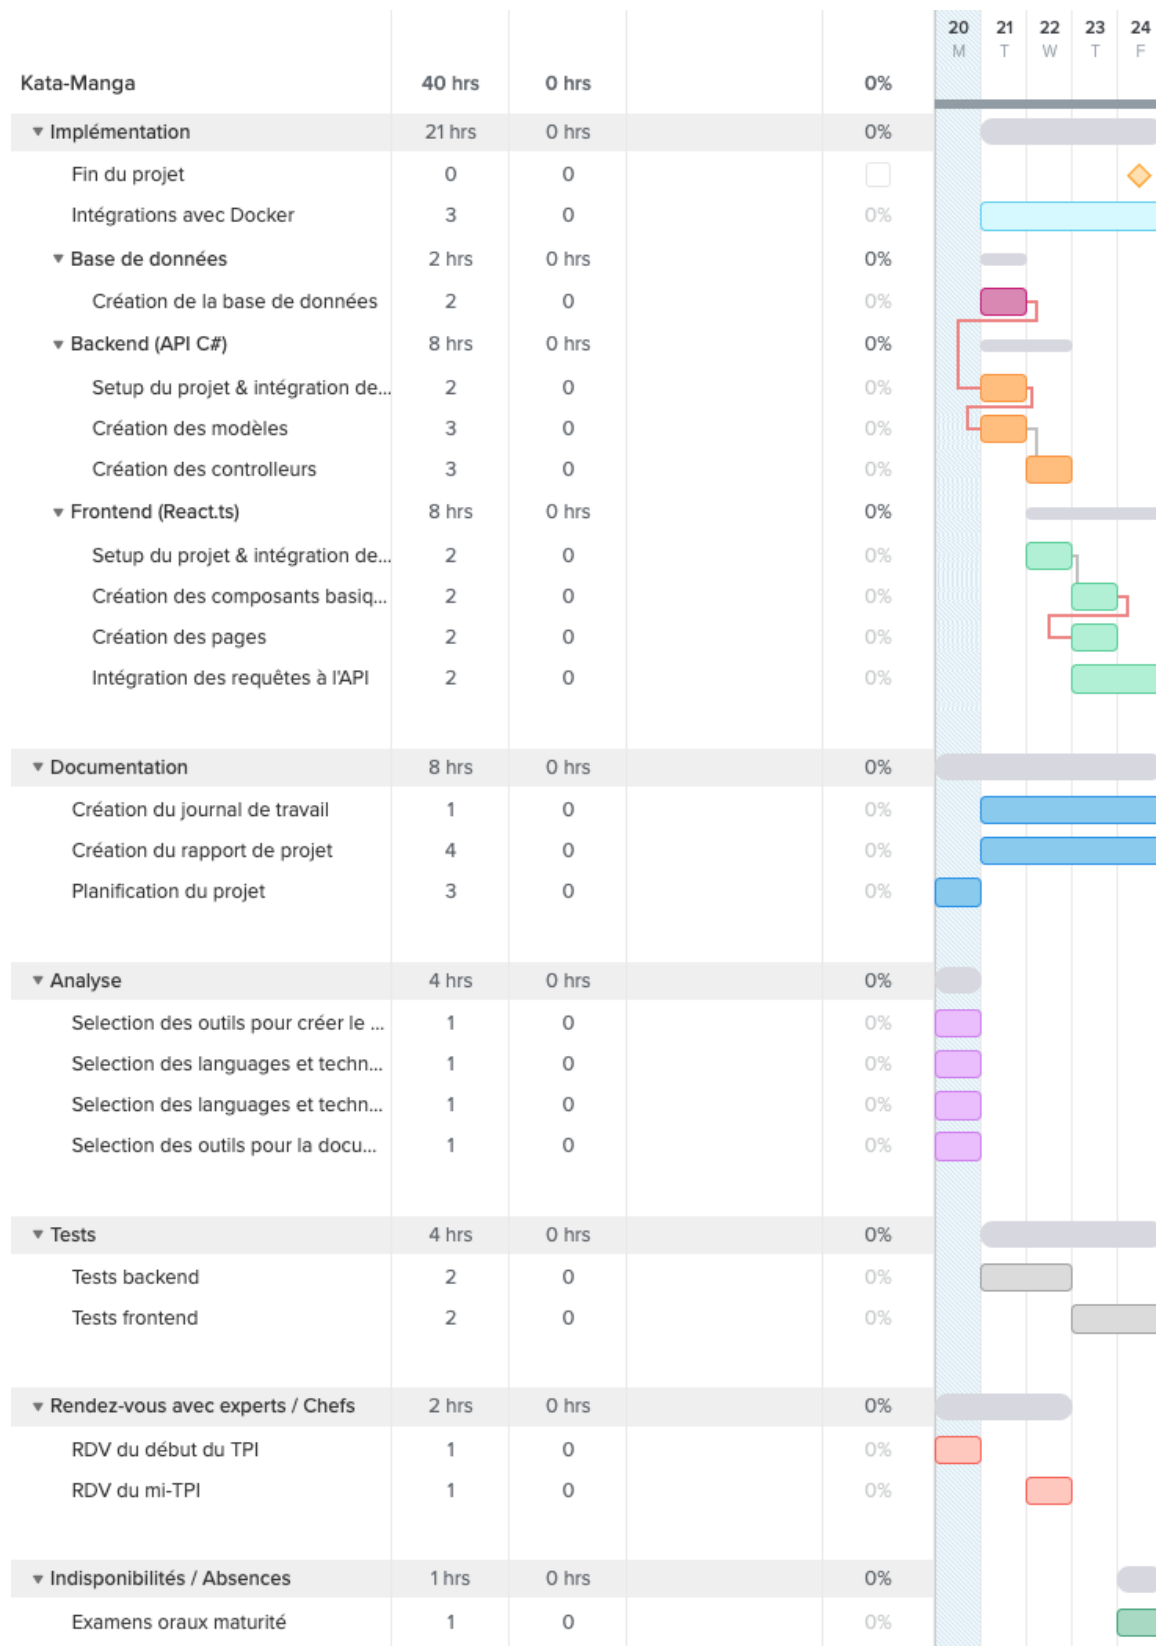 20 21 22 23 24
M T W T F
Kata-Manga 40 hrs 0 hrs 0%
Implémentation 21 hrs 0 hrs 0%
Fin du projet 0 0
Intégrations avec Docker 3 0 0%
Base de données 2 hrs 0 hrs 0%
Création de la base de données 2 0 0%
Backend (API C#) 8 hrs 0 hrs 0%
Setup du projet & intégration de... 2 0 0%
Création des modèles 3 0 0%
Création des controlleurs 3 0 0%
Frontend (React.ts) 8 hrs 0 hrs 0%
Setup du projet & intégration de... 2 0 0%
Création des composants basiq... 2 0 0%
Création des pages 2 0 0%
Intégration des requêtes à l'API 2 0 0%
Documentation 8 hrs 0 hrs 0%
Création du journal de travail 1 0 0%
Création du rapport de projet 4 0 0%
Planification du projet 3 0 0%
Analyse 4 hrs 0 hrs 0%
Selection des outils pour créer le ... 1 0 0%
Selection des languages et techn... 1 0 0%
Selection des languages et techn... 1 0 0%
Selection des outils pour la docu... 1 0 0%
Tests 4 hrs 0 hrs 0%
Tests backend 2 0 0%
Tests frontend 2 0 0%
Rendez-vous avec experts / Chefs 2 hrs 0 hrs 0%
RDV du début du TPI 1 0 0%
RDV du mi-TPI 1 0 0%
Indisponibilités / Absences 1 hrs 0 hrs 0%
Examens oraux maturité 1 0 0%